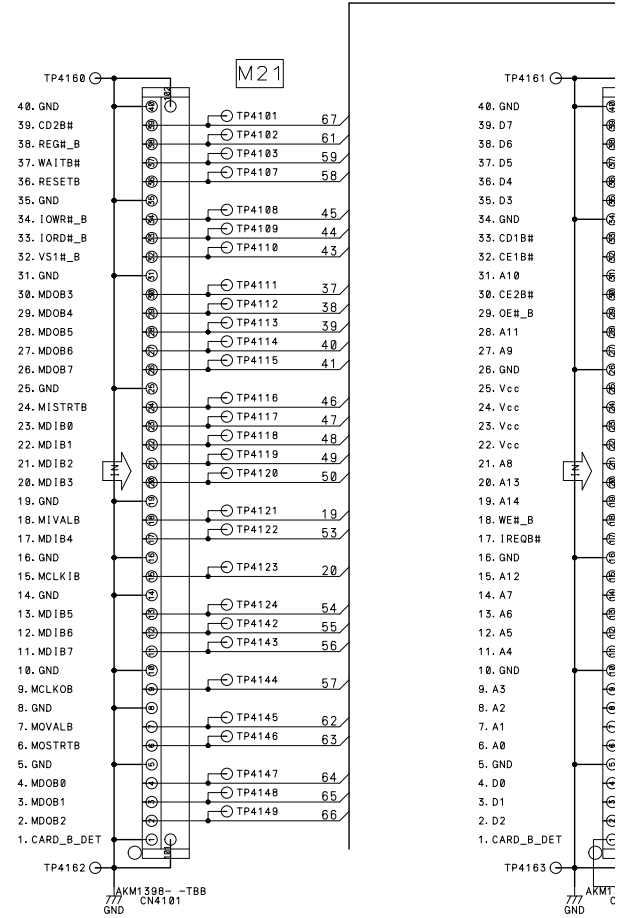 M21
TP4160
102
40. GND
39. CD2B# TP4101 67
38. REG#_B TP4102 61
37. WAITB# TP4103 59
36. RESETB TP4107 58
35. GND
34. IOWR#_B TP4108 45
33. IORD#_B TP4109 44
32. VS1#_B TP4110 43
31. GND
30. MDOB3 TP4111 37
29. MDOB4 TP4112 38
28. MDOB5 TP4113 39
27. MDOB6 TP4114 40
26. MDOB7 TP4115 41
25. GND
24. MISTRTB TP4116 46
23. MDIB0 TP4117 47
22. MDIB1 TP4118 48
21. MDIB2 TP4119 49
20. MDIB3 TP4120 50
IN
19. GND
18. MIVALB TP4121 19
17. MDIB4 TP4122 53
16. GND
15. MCLKIB TP4123 20
14. GND
13. MDIB5 TP4124 54
12. MDIB6 TP4142 55
11. MDIB7 TP4143 56
10. GND
9. MCLKOB TP4144 57
8. GND
7. MOVALB TP4145 62
6. MOSTRTB TP4146 63
5. GND
4. MDOB0 TP4147 64
3. MDOB1 TP4148 65
2. MDOB2 TP4149 66
1. CARD_B_DET
101
TP4162
AKM1398- -TBB
CN4101
GND
TP4161
40. GND
39. D7
38. D6
37. D5
36. D4
35. D3
34. GND
33. CD1B#
32. CE1B#
31. A10
30. CE2B#
29. OE#_B
28. A11
27. A9
26. GND
25. Vcc
24. Vcc
23. Vcc
22. Vcc
21. A8
20. A13
IN
19. A14
18. WE#_B
17. IREQB#
16. GND
15. A12
14. A7
13. A6
12. A5
11. A4
10. GND
9. A3
8. A2
7. A1
6. A0
5. GND
4. D0
3. D1
2. D2
1. CARD_B_DET
TP4163
AKM1
GND